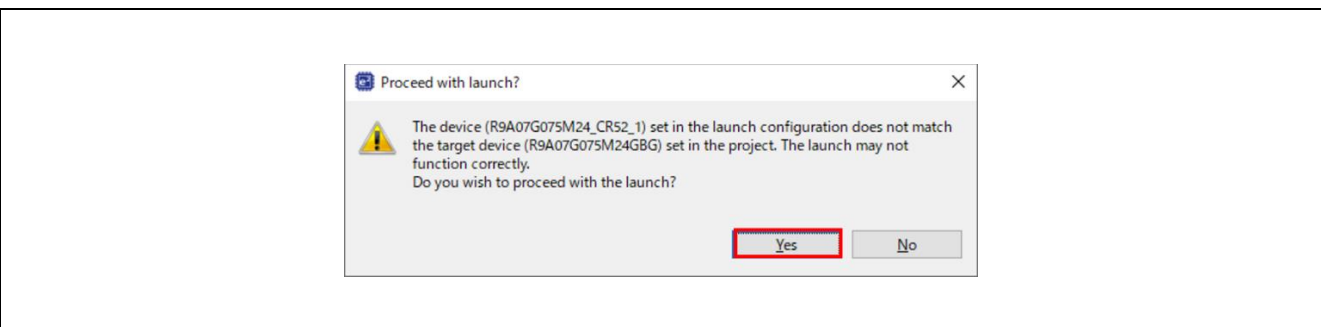 Proceed with launch?
The device (R9A07G075M24_CR52_1) set in the launch configuration does not match
the target device (R9A07G075M24GBG) set in the project. The launch may not
function correctly.
Do you wish to proceed with the launch?
Yes No